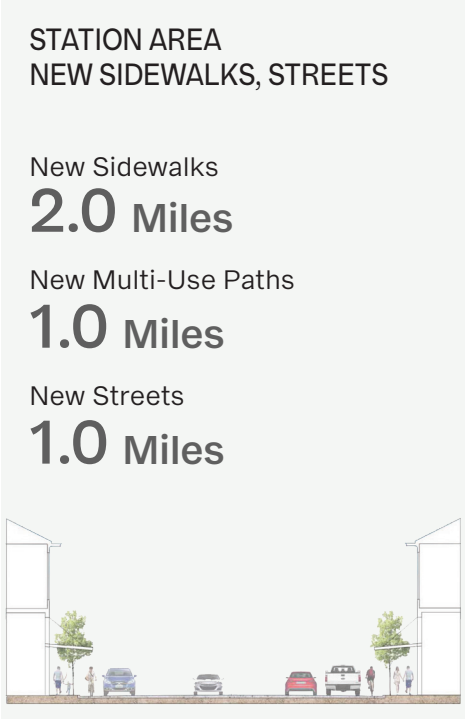 STATION AREA
NEW SIDEWALKS, STREETS
New Sidewalks
2.0 Miles
New Multi-Use Paths
1.0 Miles
New Streets
1.0 Miles